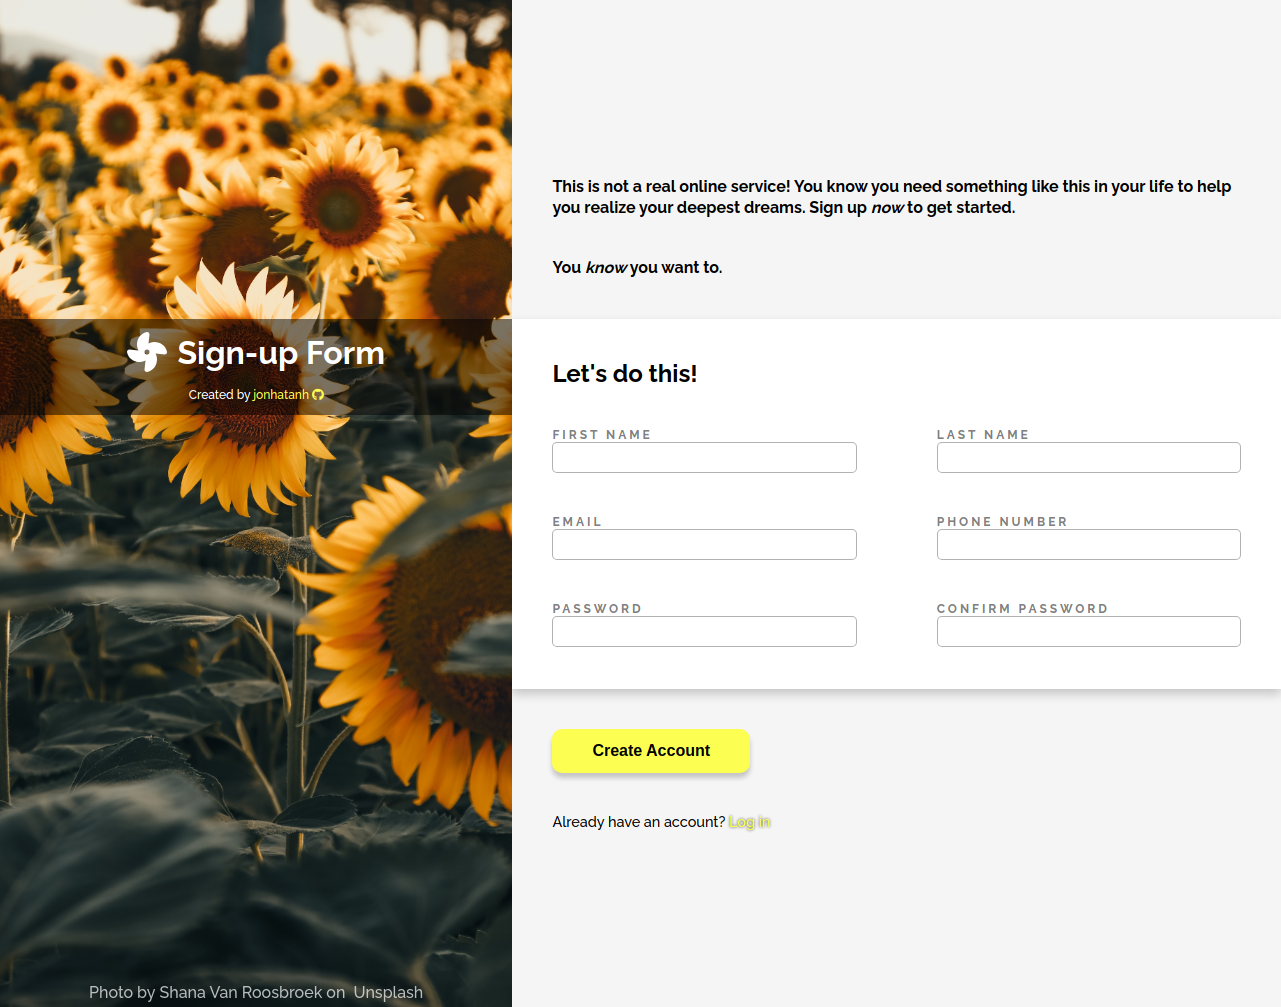 This is not a real online service! You know you need something like this in your life to help
you realize your deepest dreams. Sign up now to get started.
You know you want to.
Sign-up Form
Created by jonhatanh
Let's do this!
FIRST NAME
LAST NAME
EMAIL
PHONE NUMBER
PASSWORD
CONFIRM PASSWORD
Create Account
Already have an account? Log in
Photo by Shana Van Roosbroek on Unsplash